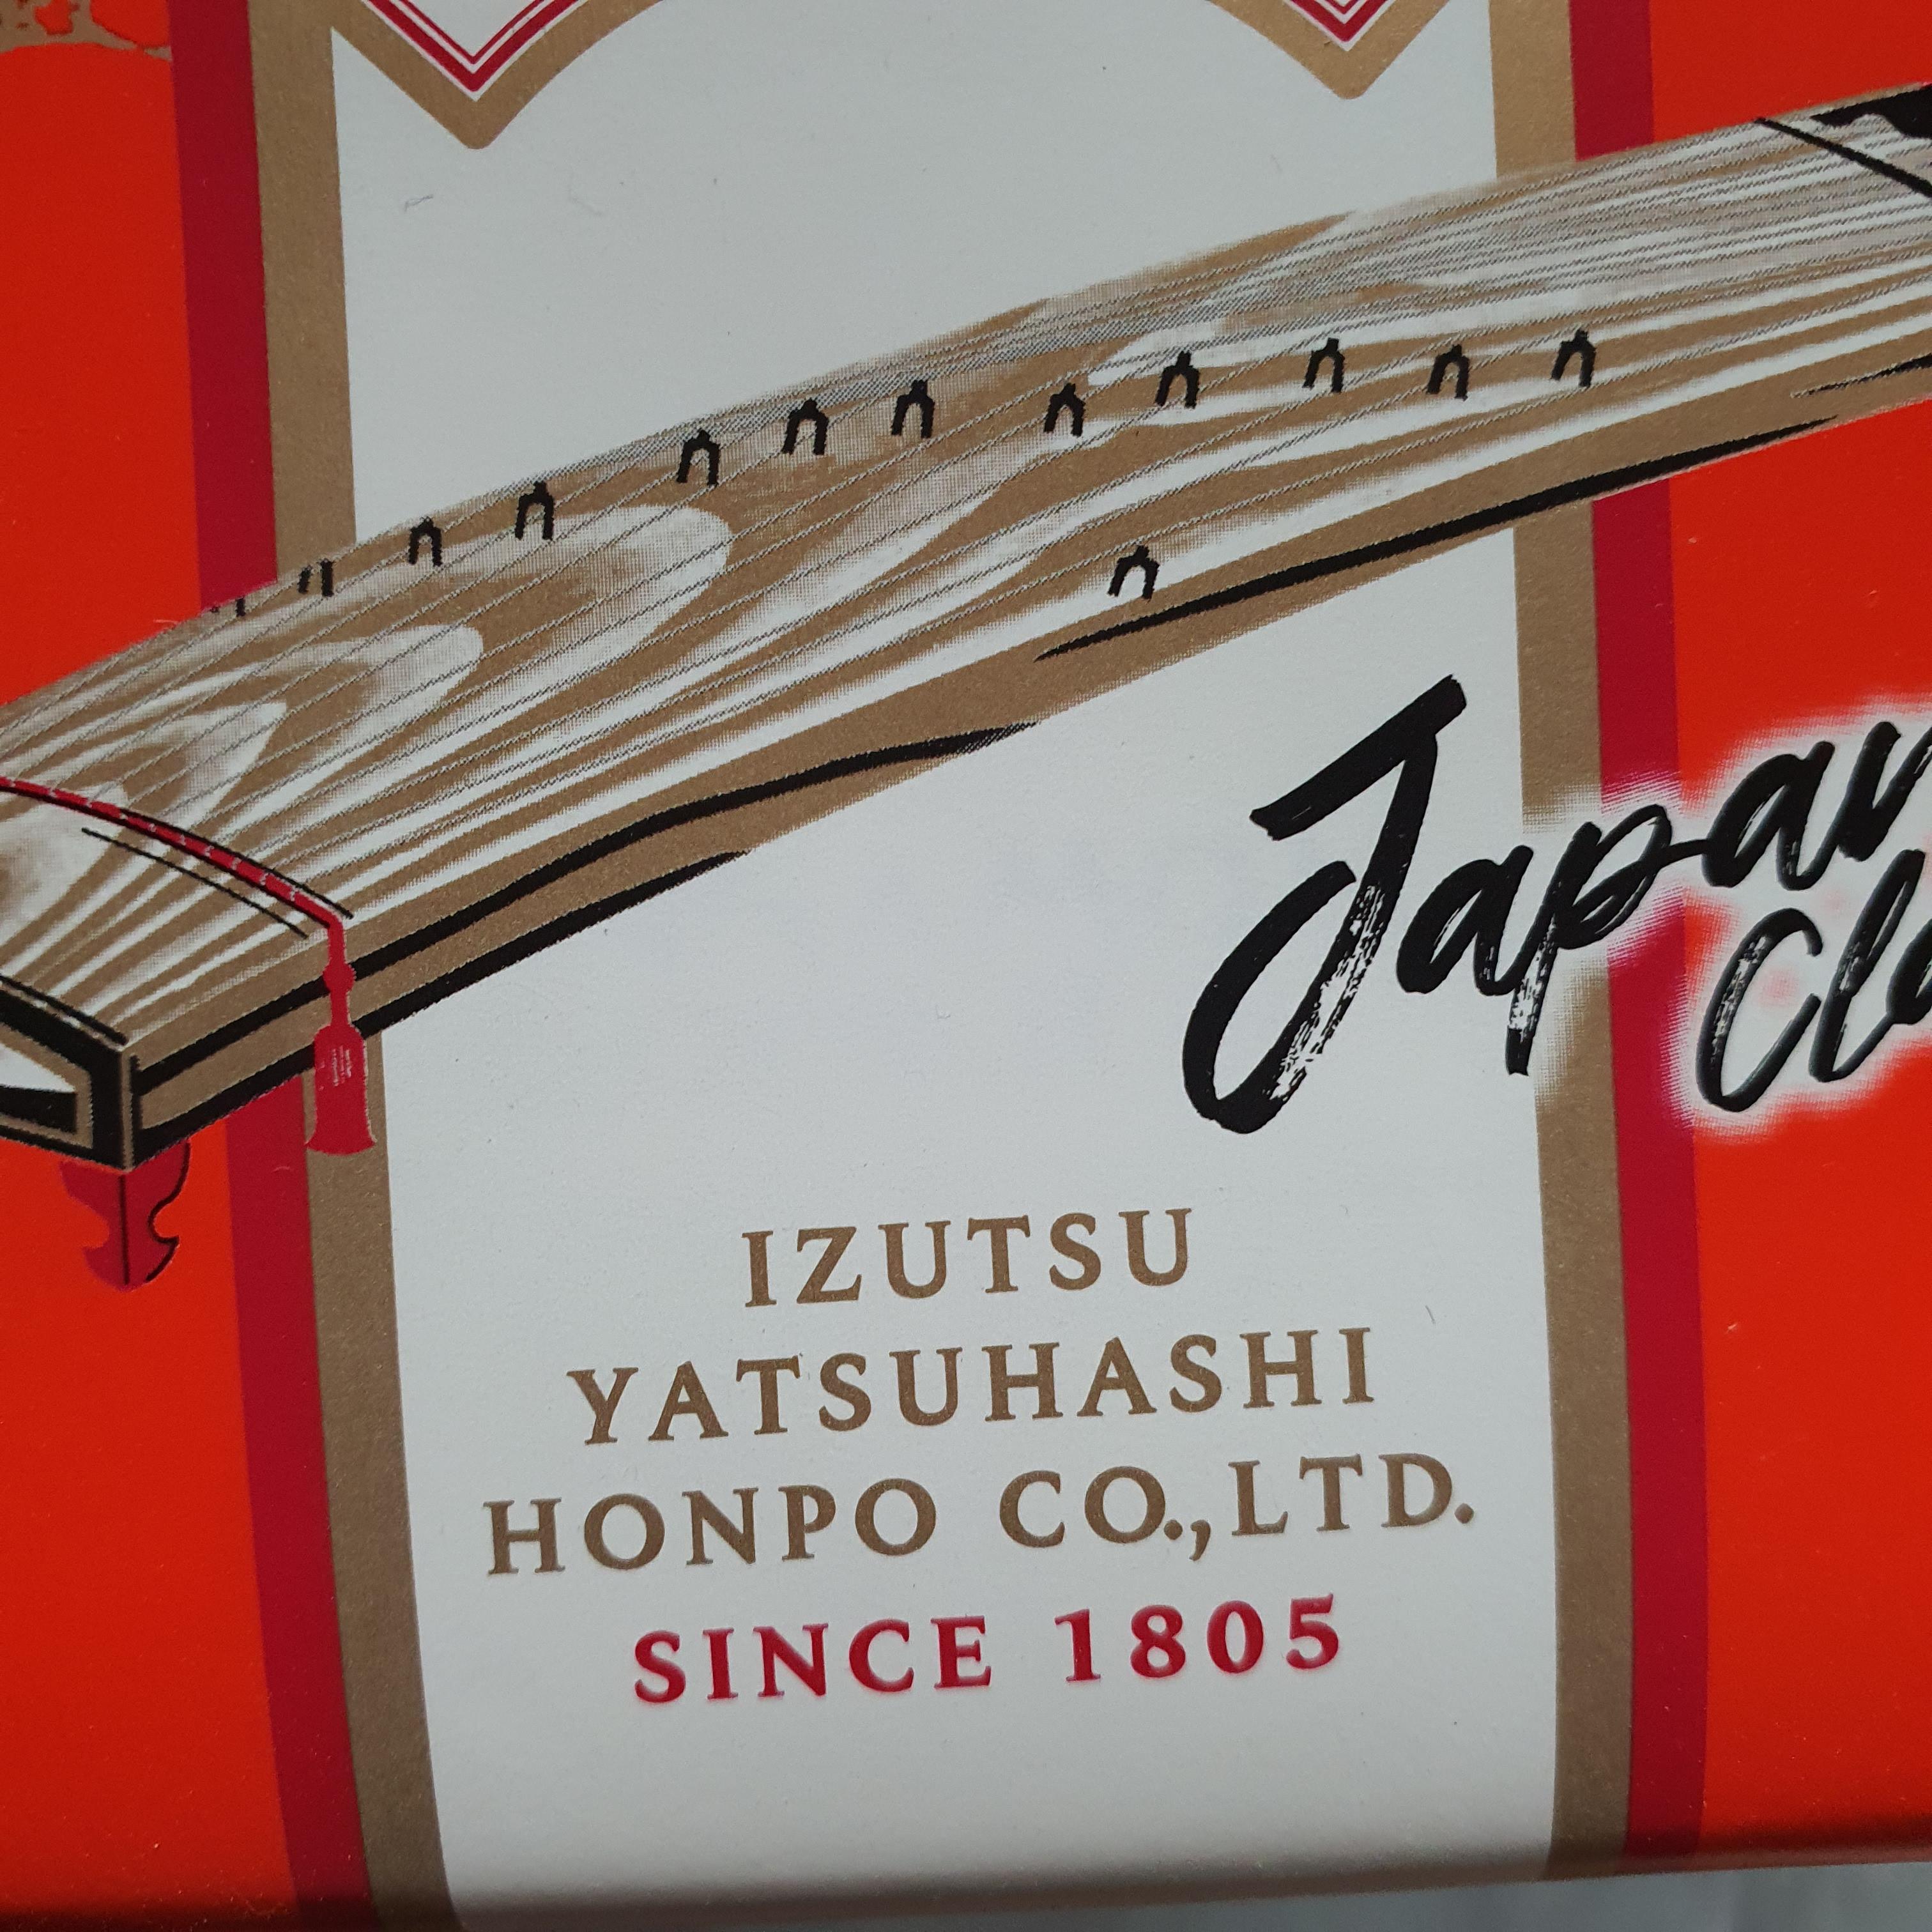 IZUTSU
YATSUHASHI
HONPO CO.,LTD.
SINCE 1805